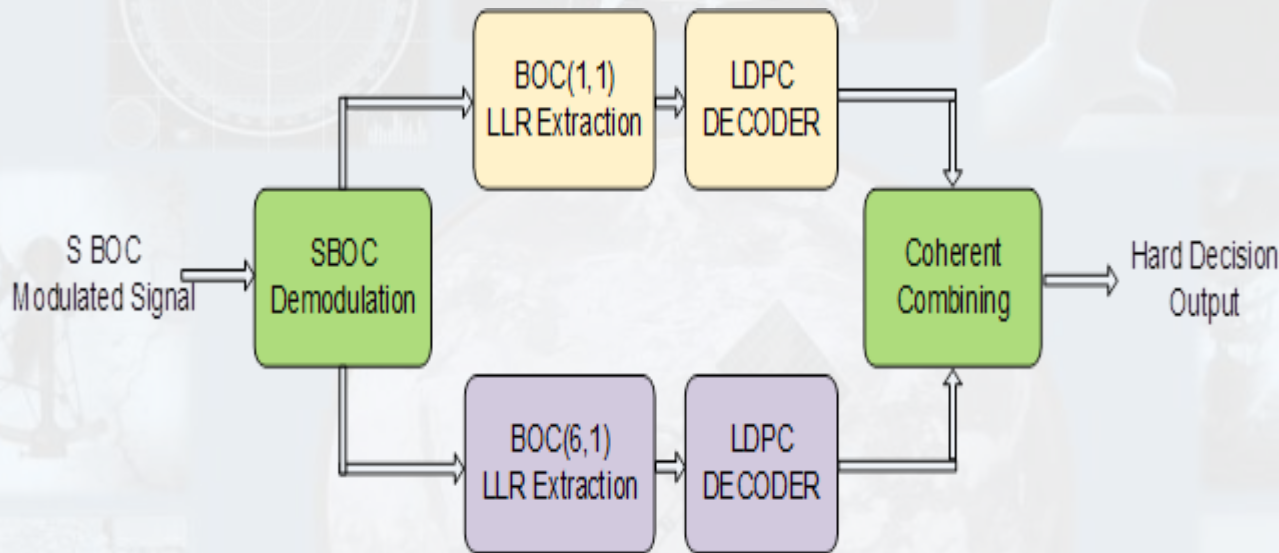 S BOC
Modulated Signal
SBOC
Demodulation
BOC(1,1)
LLR Extraction
LDPC
DECODER
BOC(6,1)
LLR Extraction
LDPC
DECODER
Coherent
Combining
Hard Decision
Output